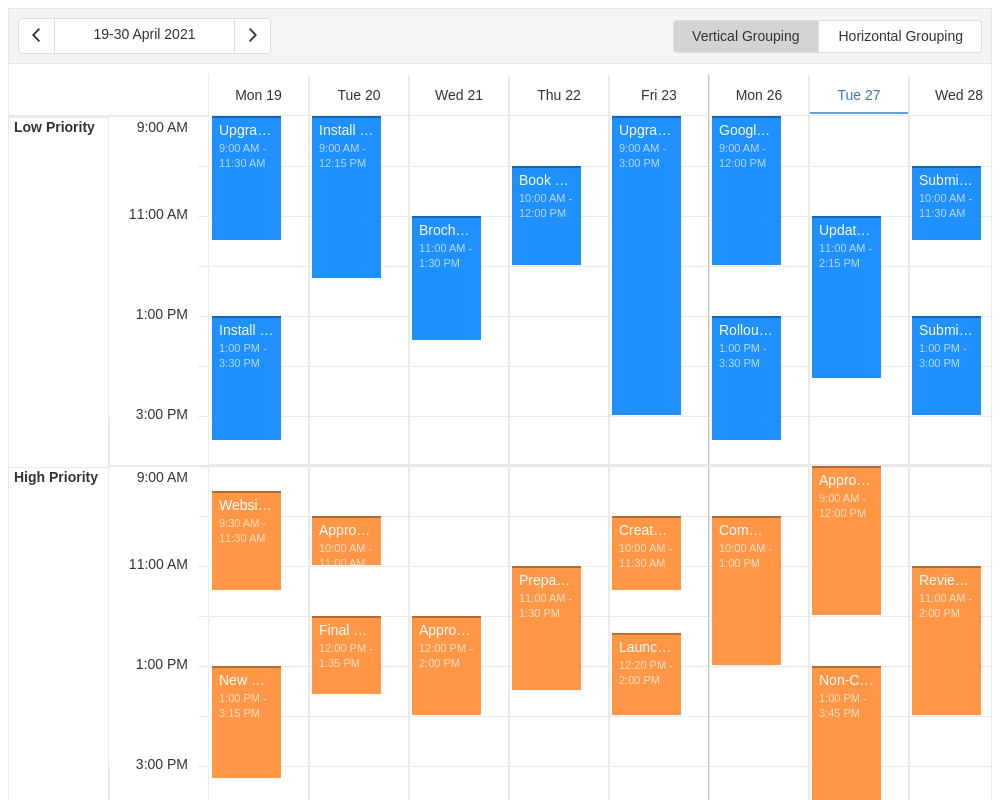 19-30 April 2021
Vertical Grouping
Horizontal Grouping
Mon 19
Tue 20
Wed 21
Thu 22
Fri 23
Mon 26
Tue 27
Wed 28
Low Priority
9:00 AM
11:00 AM
1:00 PM
3:00 PM
Upgra…
9:00 AM -
11:30 AM
Install …
1:00 PM -
3:30 PM
Install …
9:00 AM -
12:15 PM
Broch…
11:00 AM -
1:30 PM
Book …
10:00 AM -
12:00 PM
Upgra…
9:00 AM -
3:00 PM
Googl…
9:00 AM -
12:00 PM
Rollou…
1:00 PM -
3:30 PM
Updat…
11:00 AM -
2:15 PM
Submi…
10:00 AM -
11:30 AM
Submi…
1:00 PM -
3:00 PM
High Priority
9:00 AM
11:00 AM
1:00 PM
3:00 PM
Websi…
9:30 AM -
11:30 AM
New …
1:00 PM -
3:15 PM
Appro…
10:00 AM -
11:00 AM
Final …
12:00 PM -
1:35 PM
Appro…
12:00 PM -
2:00 PM
Prepa…
11:00 AM -
1:30 PM
Creat…
10:00 AM -
11:30 AM
Launc…
12:20 PM -
2:00 PM
Com…
10:00 AM -
1:00 PM
Appro…
9:00 AM -
12:00 PM
Non-C…
1:00 PM -
3:45 PM
Revie…
11:00 AM -
2:00 PM